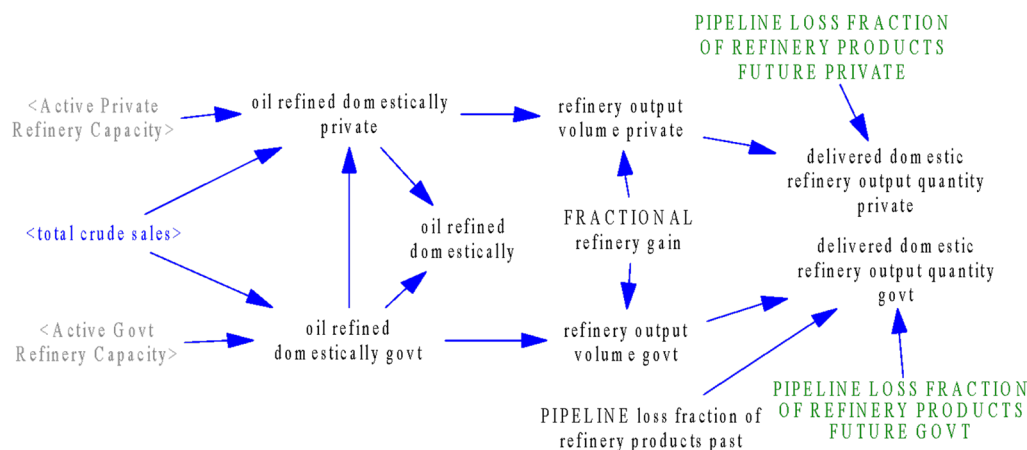 PIPELINE LOSS FRACTION
OF REFINERY PRODUCTS
FUTURE PRIVATE
<Active Private
Refinery Capacity>
oil refined domestically
private
refinery output
volume private
delivered domestic
refinery output quantity
private
<total crude sales>
oil refined
domestically
FRACTIONAL
refinery gain
delivered domestic
refinery output quantity
govt
<Active Govt
Refinery Capacity>
oil refined
domestically govt
refinery output
volume govt
PIPELINE loss fraction of
refinery products past
PIPELINE LOSS FRACTION
OF REFINERY PRODUCTS
FUTURE GOVT